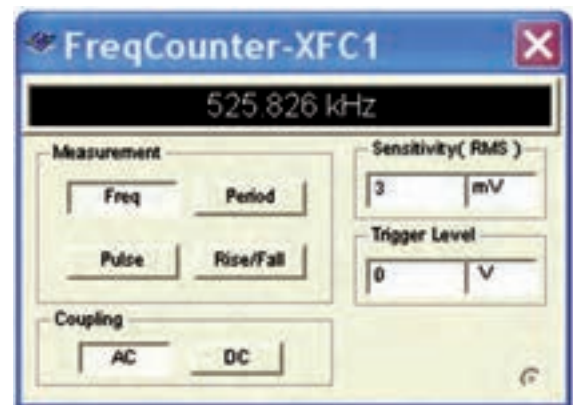 FreqCounter-XFC1
525.826 kHz
Measurement
Freq Period
Pulse Rise/Fall
Coupling
AC DC
Sensitivity( RMS )
3 mV
Trigger Level
0 V